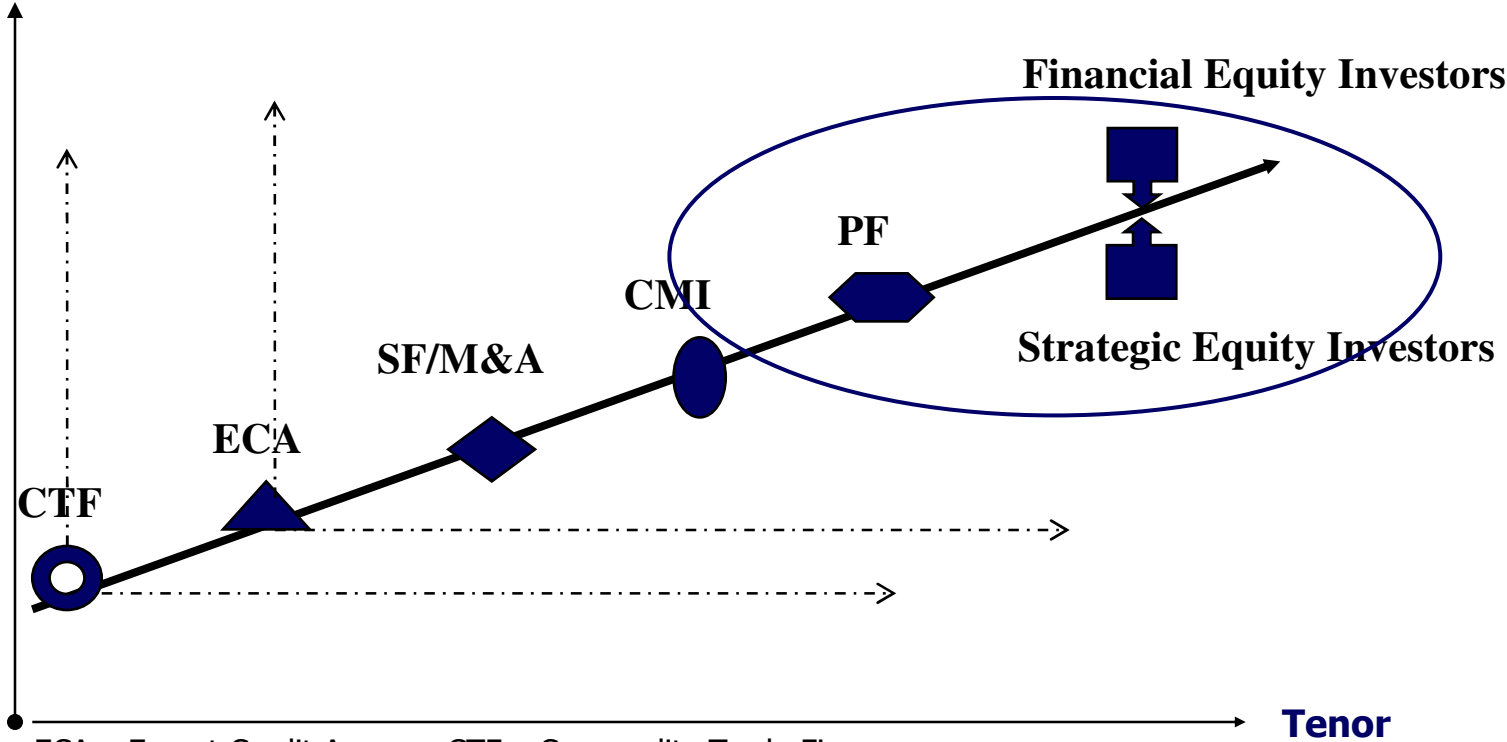 Financial Equity Investors
PF
CMI
Strategic Equity Investors
SF/M&A
ECA
CTF
Tenor